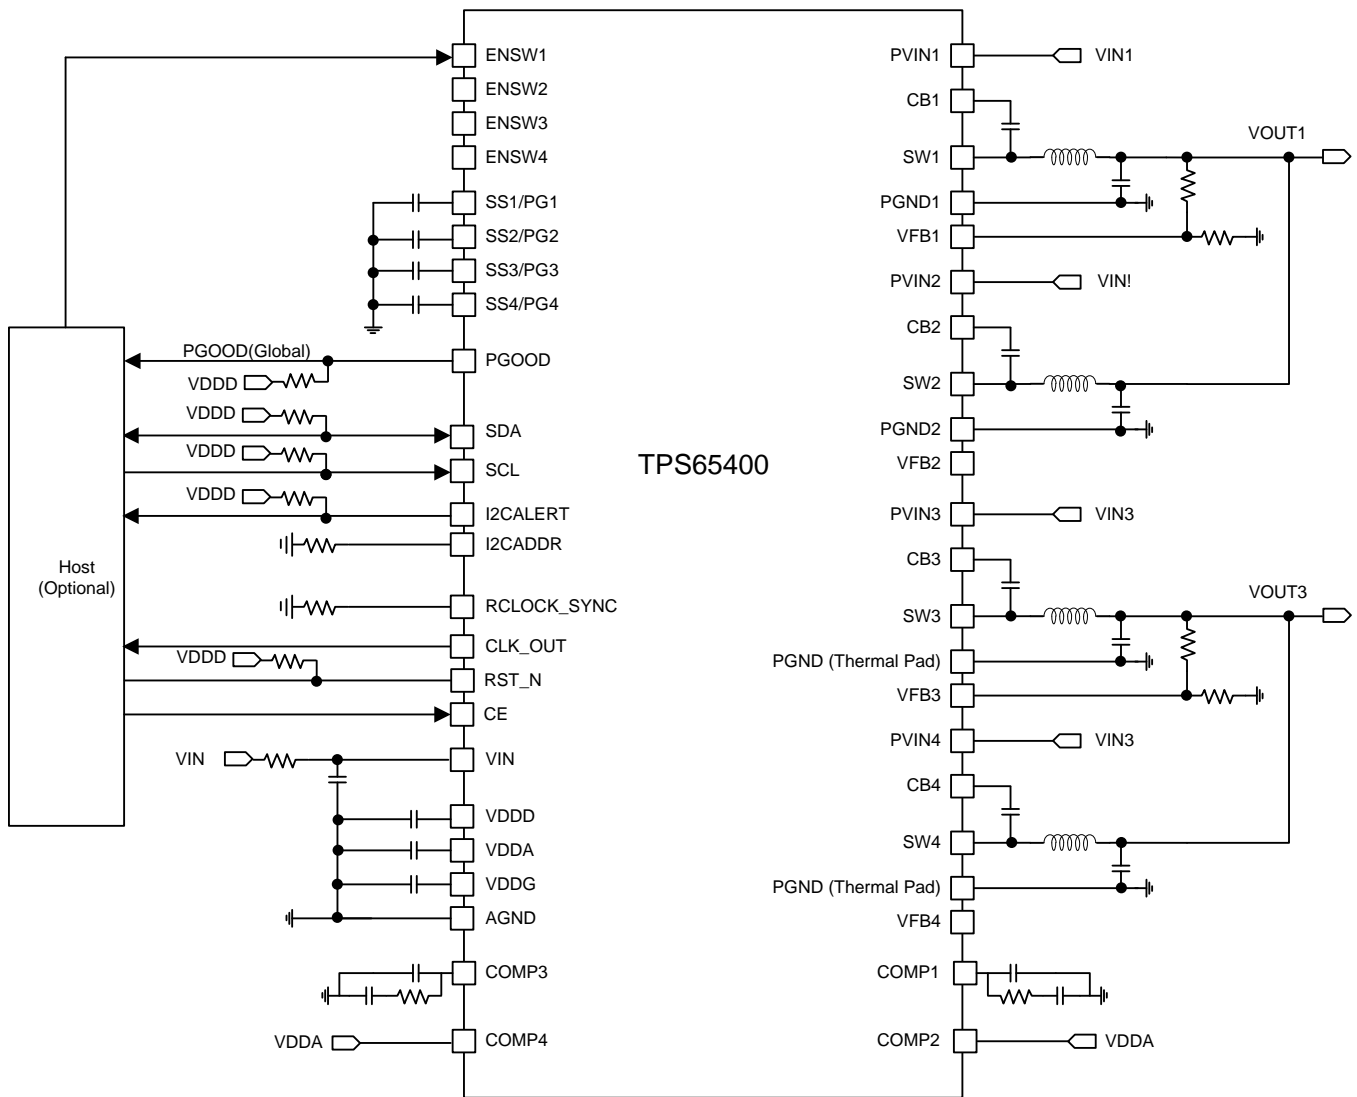 ENSW1
ENSW2
ENSW3
ENSW4
SS1/PG1
SS2/PG2
SS3/PG3
SS4/PG4
PGOOD(Global)
PGOOD
VDDD
VDDD
SDA
VDDD
SCL
VDDD
I2CALERT
I2CADDR
Host
(Optional)
RCLOCK_SYNC
CLK_OUT
VDDD
RST_N
CE
VIN
VIN
VDDD
VDDA
VDDG
AGND
COMP3
VDDA
COMP4
TPS65400
PVIN1
VIN1
CB1
VOUT1
SW1
PGND1
VFB1
PVIN2
VIN!
CB2
SW2
PGND2
VFB2
PVIN3
VIN3
CB3
VOUT3
SW3
PGND (Thermal Pad)
VFB3
PVIN4
VIN3
CB4
SW4
PGND (Thermal Pad)
VFB4
COMP1
COMP2
VDDA